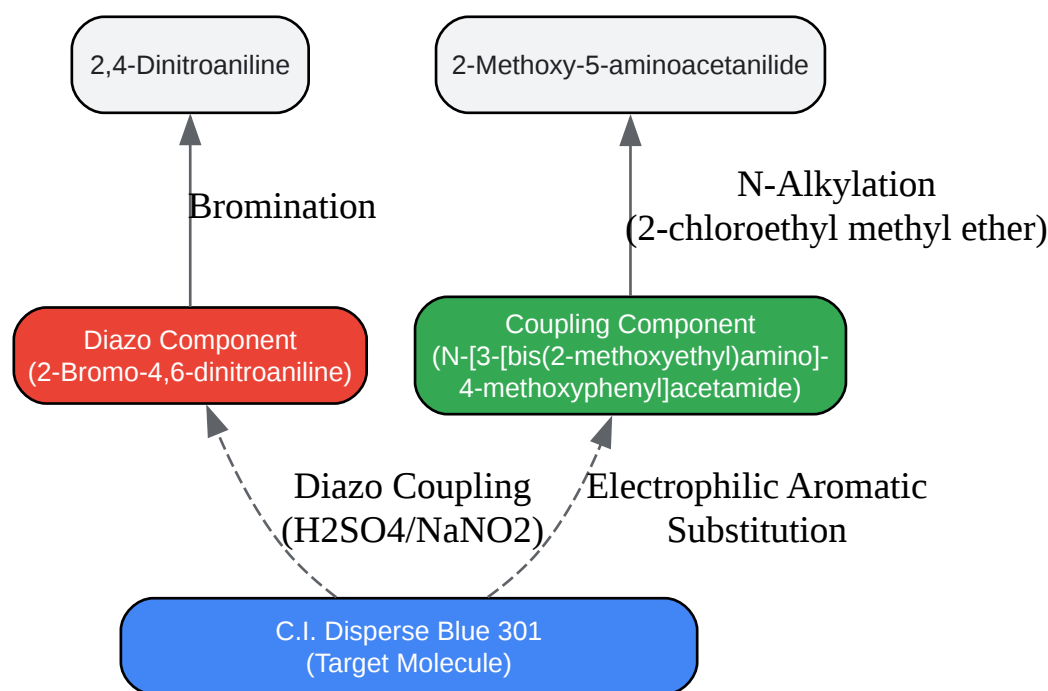 2,4-Dinitroaniline
2-Methoxy-5-aminoacetanilide
Bromination
N-Alkylation
(2-chloroethyl methyl ether)
Diazo Component
(2-Bromo-4,6-dinitroaniline)
Coupling Component
(N-[3-[bis(2-methoxyethyl)amino]-
4-methoxyphenyl]acetamide)
Diazo Coupling
(H2SO4/NaNO2)
Electrophilic Aromatic
Substitution
C.I. Disperse Blue 301
(Target Molecule)